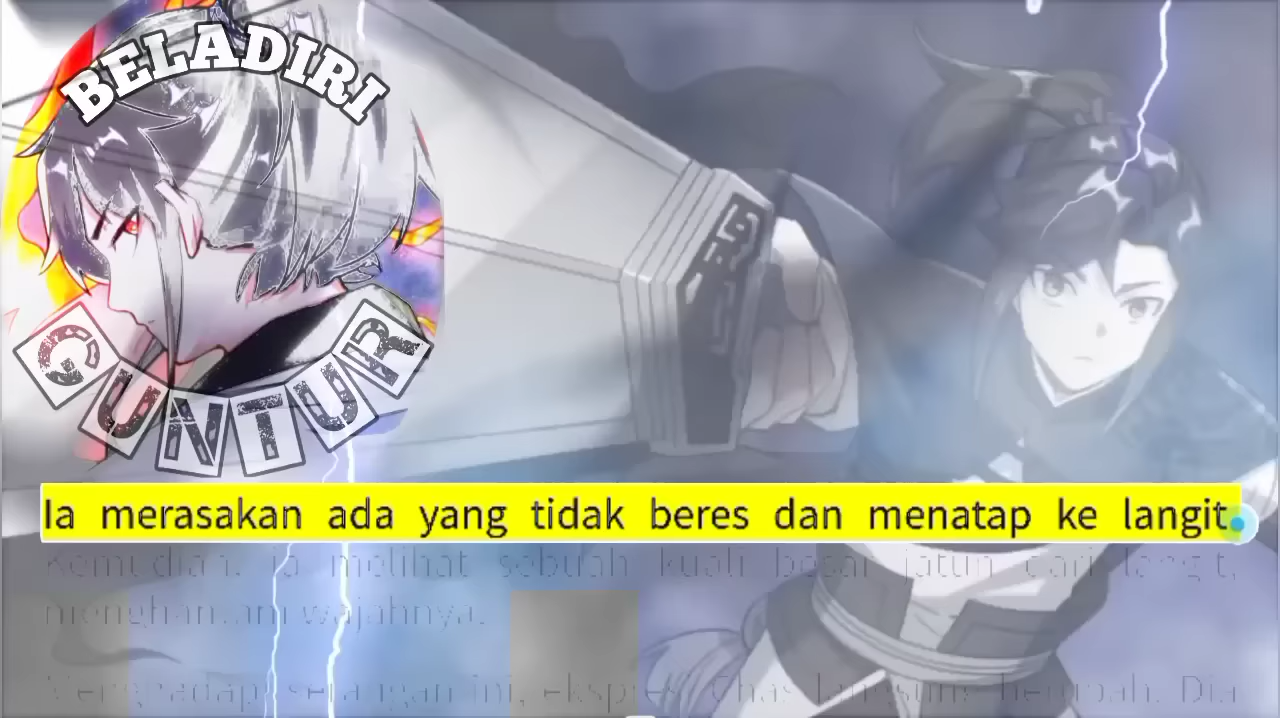 BELADIRI
GUNTUR
Ia merasakan ada yang tidak beres dan menatap ke langit.
Kemudian. ia melihat sebuah kuali besar jatuh dari langit,
menghantam wajahnya.
Menghadapi serangan ini, ekspresi Chas langsung berubah. Dia